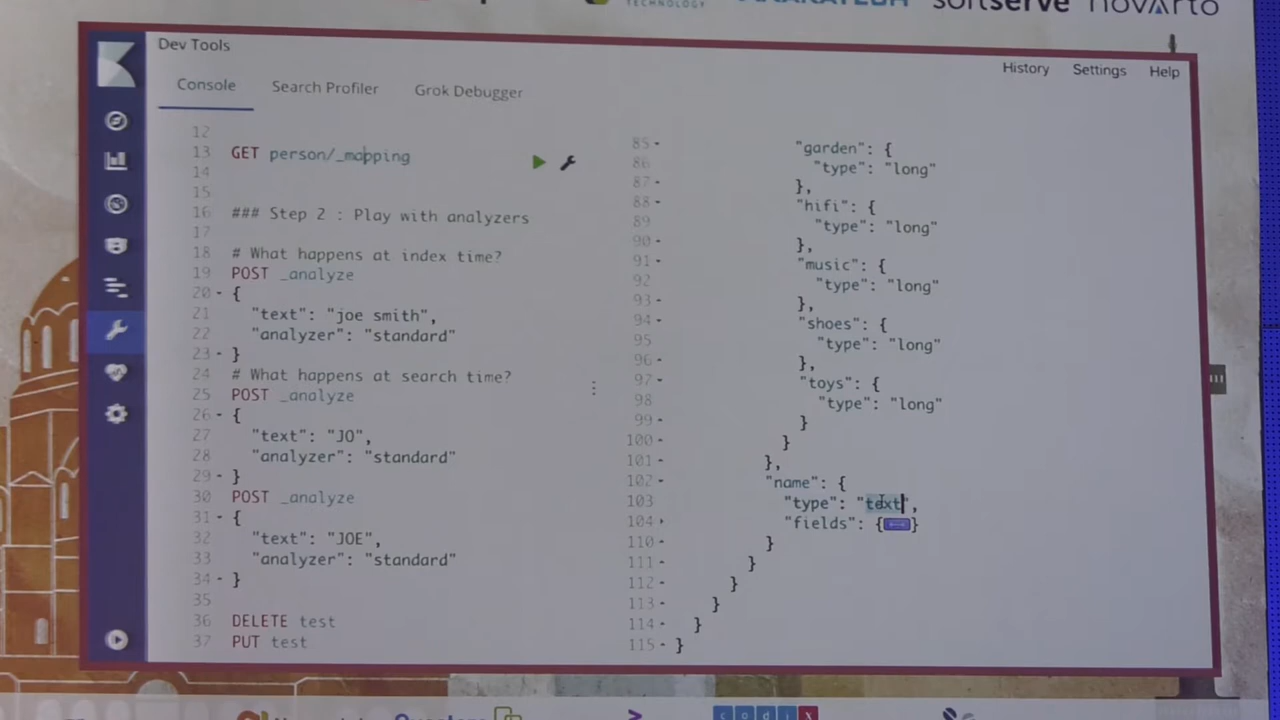 TECHNOLOGY
softserve
novarto
Dev Tools
History Settings Help
Console Search Profiler Grok Debugger
12
13 GET person/_mapping
14
15
16 ### Step 2 : Play with analyzers
17
18 # What happens at index time?
19 POST _analyze
20 - {
21 "text": "joe smith",
22 "analyzer": "standard"
23 - }
24 # What happens at search time?
25 POST _analyze
26 - {
27 "text": "JO",
28 "analyzer": "standard"
29 - }
30 POST _analyze
31 - {
32 "text": "JOE",
33 "analyzer": "standard"
34 - }
35
36 DELETE test
37 PUT test
85 - "garden": {
86 "type": "long"
87 - },
88 - "hifi": {
89 "type": "long"
90 - },
91 - "music": {
92 "type": "long"
93 - },
94 - "shoes": {
95 "type": "long"
96 - },
97 - "toys": {
98 "type": "long"
99 - }
100 - }
101 - },
102 - "name": {
103 "type": "text",
104 "fields": {}
110 - }
111 - }
112 - }
113 - }
114 - }
115 - }
codix